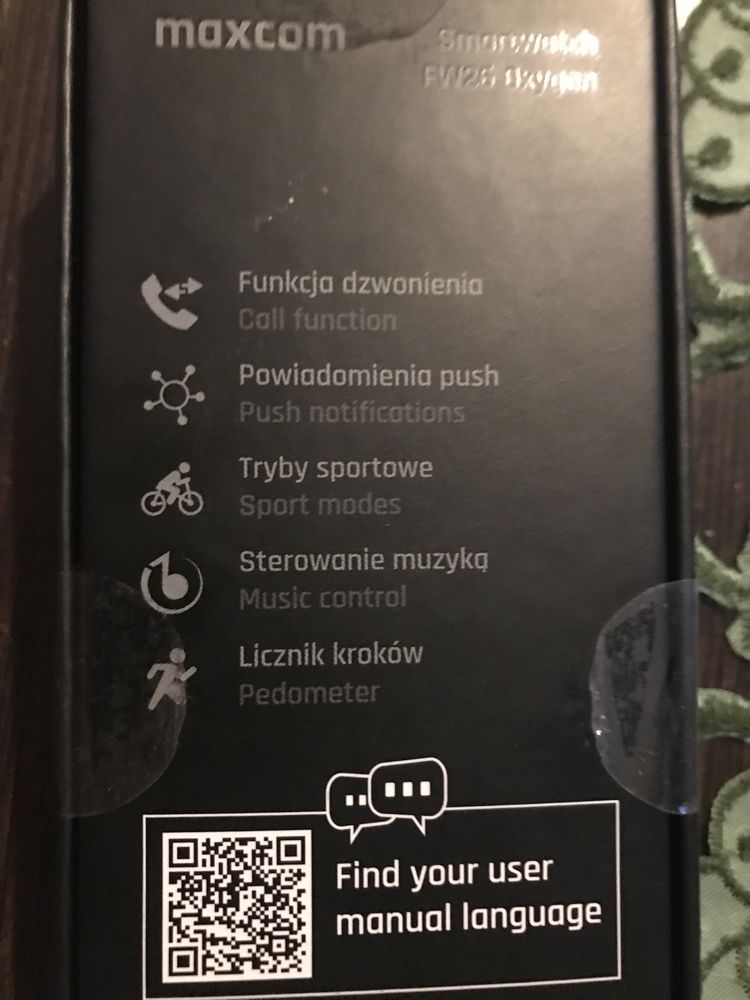 maxcom
Smartwatch
FW26 Oxygen
Funkcja dzwonienia
Call function
Powiadomienia push
Push notifications
Tryby sportowe
Sport modes
Sterowanie muzyką
Music control
Licznik kroków
Pedometer
Find your user
manual language